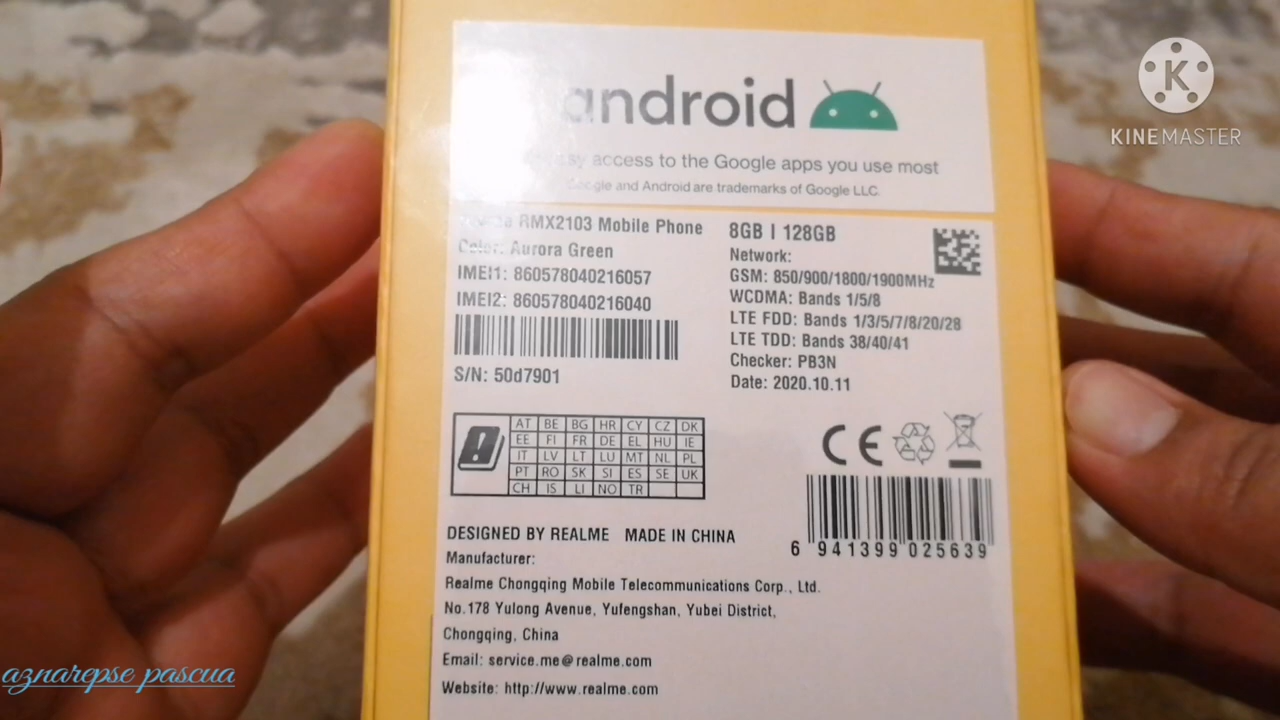 android
access to the Google apps you use most
Google and Android are trademarks of Google LLC.
RMX2103 Mobile Phone
Color: Aurora Green
IMEI1: 860578040216057
IMEI2: 860578040216040
S/N: 50d7901
8GB | 128GB
Network:
GSM: 850/900/1800/1900MHz
WCDMA: Bands 1/5/8
LTE FDD: Bands 1/3/5/7/8/20/28
LTE TDD: Bands 38/40/41
Checker: PB3N
Date: 2020.10.11
AT BE BG HR CY CZ DK
EE FI FR DE EL HU IE
IT LV LT LU MT NL PL
PT RO SK SI ES SE UK
CH IS LI NO TR
CE
6 941399 025639
DESIGNED BY REALME MADE IN CHINA
Manufacturer:
Realme Chongqing Mobile Telecommunications Corp., Ltd.
No.178 Yulong Avenue, Yufengshan, Yubei District,
Chongqing, China
Email: service.me@realme.com
Website: http://www.realme.com
K
KINEMASTER
aznarepse pascua